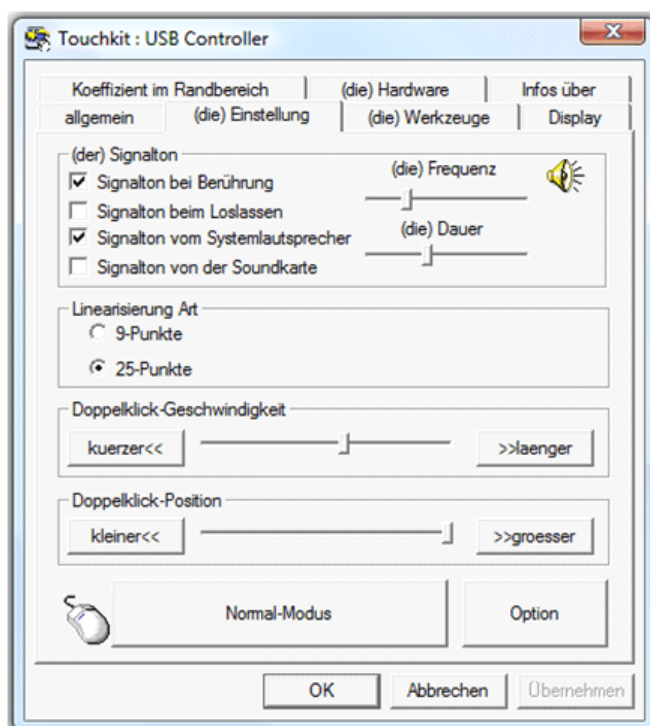 Touchkit : USB Controller
Koeffizient im Randbereich (die) Hardware Infos über
allgemein (die) Einstellung (die) Werkzeuge Display
(der) Signalton
(die) Frequenz
Signalton bei Berührung
Signalton beim Loslassen
(die) Dauer
Signalton vom Systemlautsprecher
Signalton von der Soundkarte
Linearisierung Art
9-Punkte
25-Punkte
Doppelklick-Geschwindigkeit
kuerzer<< >>laenger
Doppelklick-Position
kleiner<< >>groesser
Normal-Modus Option
OK Abbrechen Übernehmen